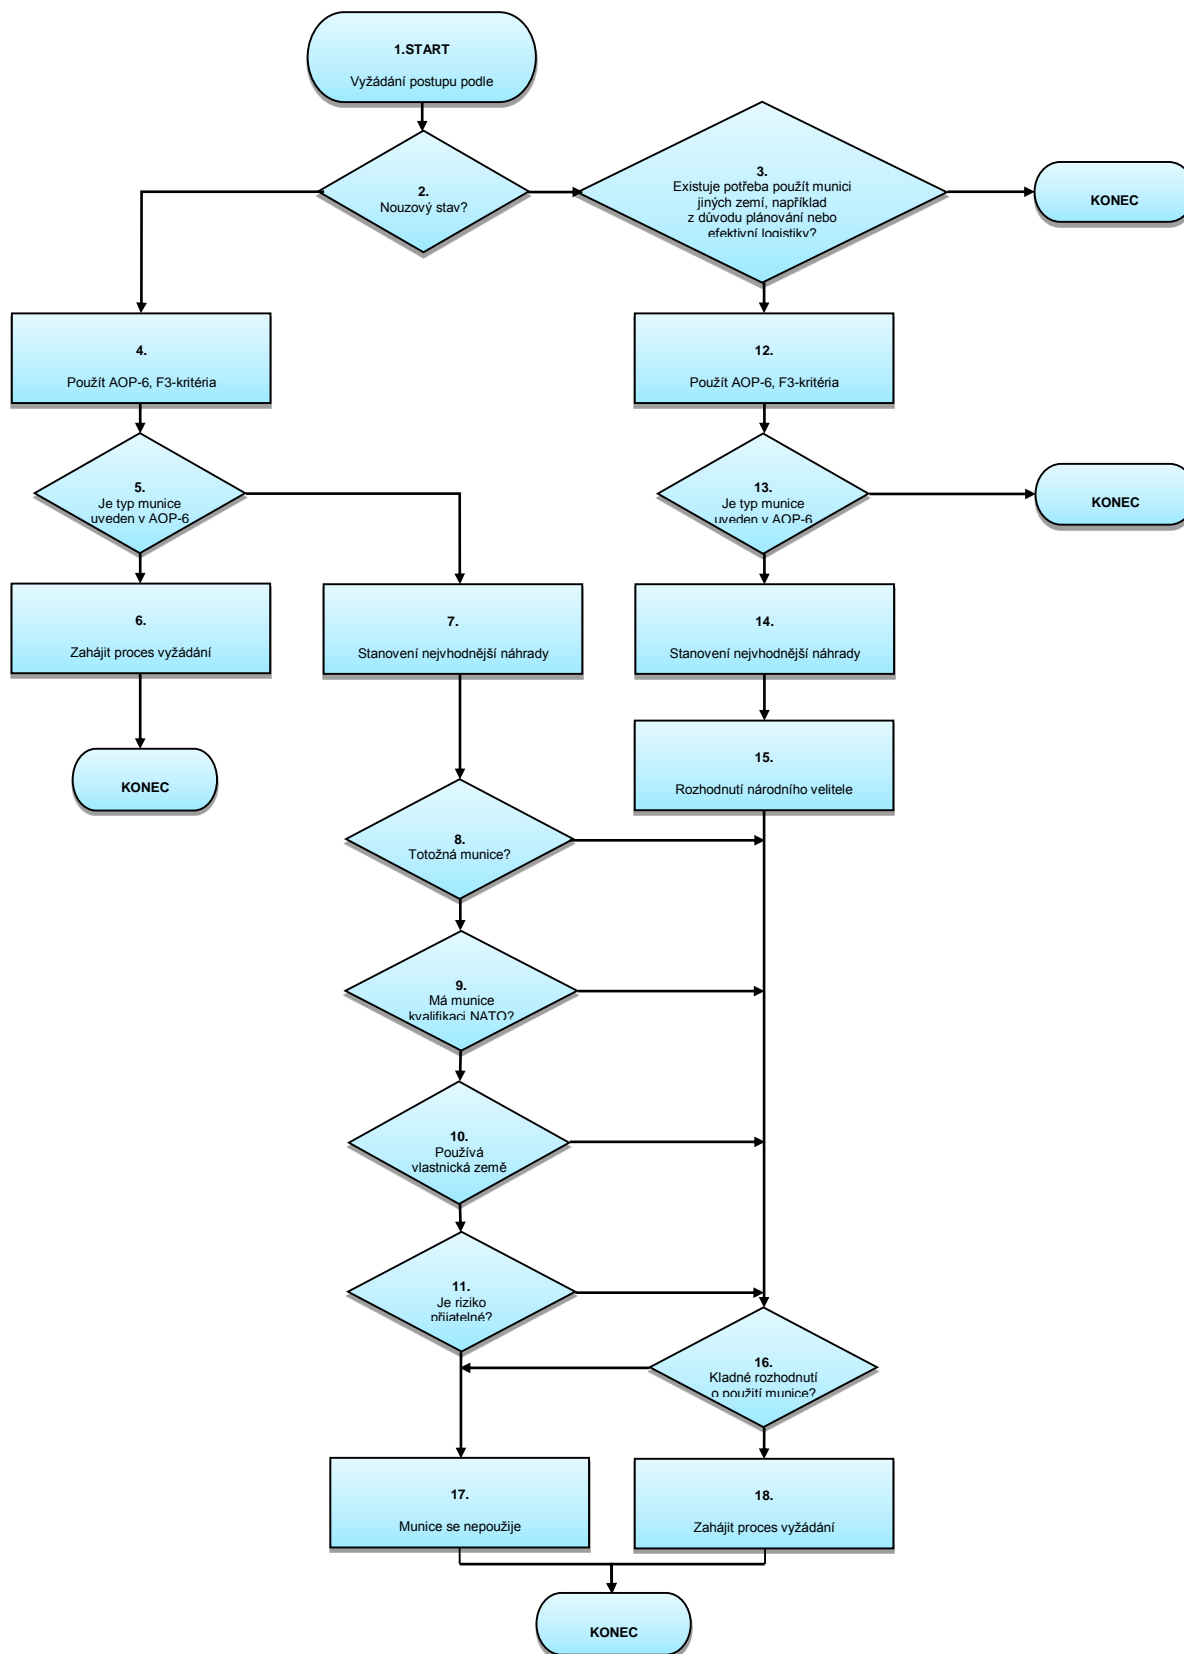 1.START
Vyžádání postupu podle
2.
Nouzový stav?
3.
Existuje potřeba použít munici
jiných zemí, například
z důvodu plánování nebo
efektivní logistiky?
KONEC
4.
Použít AOP-6, F3-kritéria
12.
Použít AOP-6, F3-kritéria
5.
Je typ munice
uveden v AOP-6
13.
Je typ munice
uveden v AOP-6
KONEC
6.
Zahájit proces vyžádání
7.
Stanovení nejvhodnější náhrady
14.
Stanovení nejvhodnější náhrady
KONEC
15.
Rozhodnutí národního velitele
8.
Totožná munice?
9.
Má munice
kvalifikaci NATO?
10.
Používá
vlastnická země
11.
Je riziko
přijatelné?
16.
Kladné rozhodnutí
o použití munice?
17.
Munice se nepoužije
18.
Zahájit proces vyžádání
KONEC